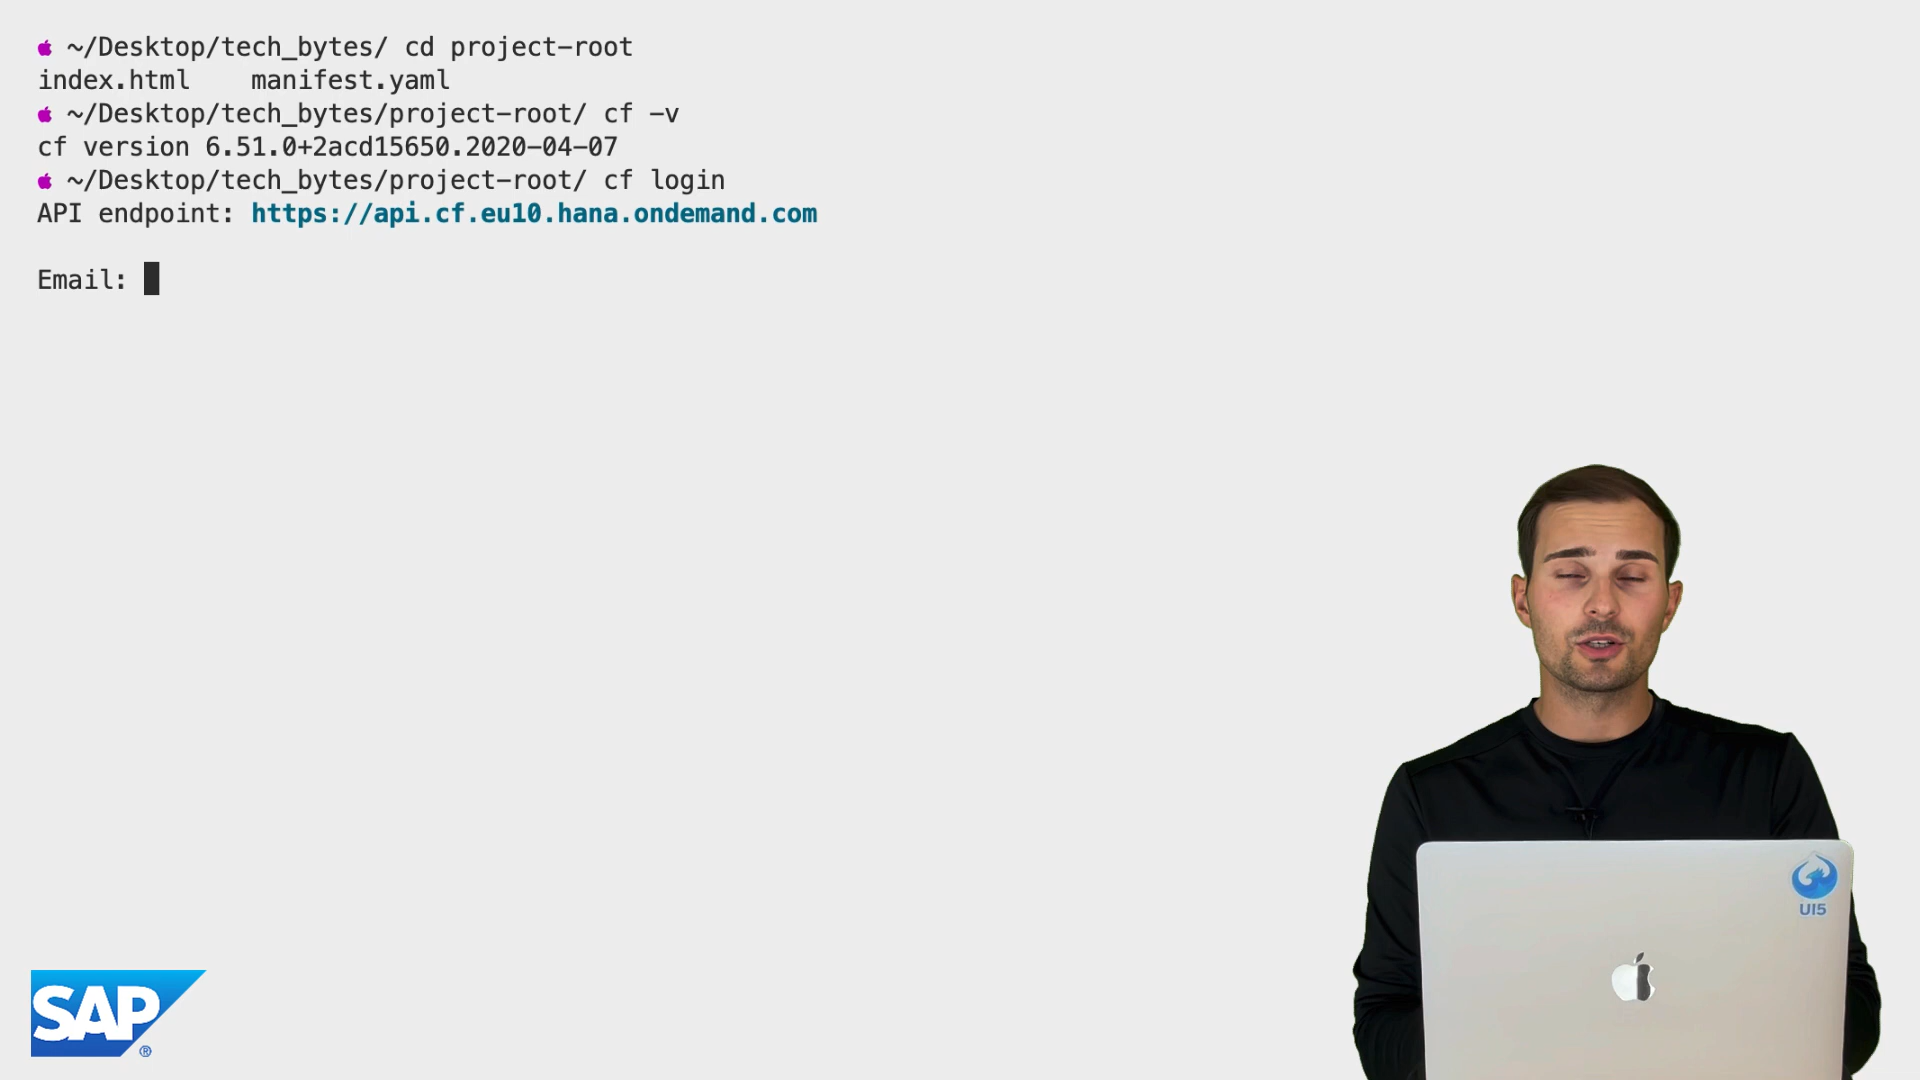 ~/Desktop/tech_bytes/ cd project-root
index.html    manifest.yaml
~/Desktop/tech_bytes/project-root/ cf -v
cf version 6.51.0+2acd15650.2020-04-07
~/Desktop/tech_bytes/project-root/ cf login
API endpoint: https://api.cf.eu10.hana.ondemand.com
Email:
UI5
SAP®